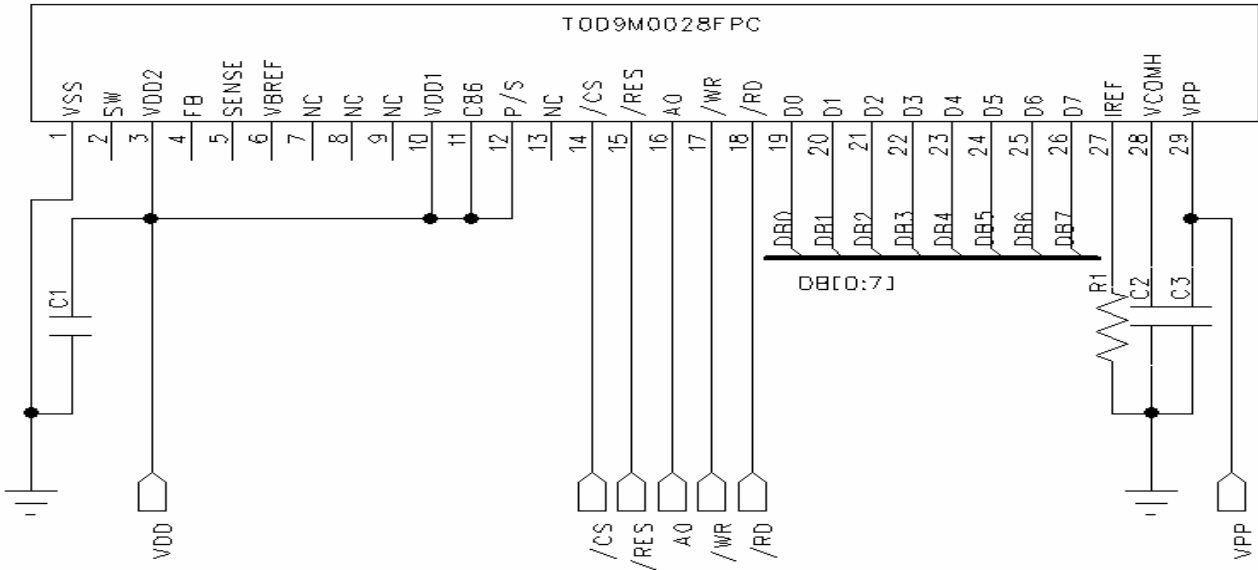 TOD9M0028FPC
VSS
SW
VDD2
FB
SENSE
VBREF
NC
NC
NC
VDD1
C86
P/S
NC
/CS
/RES
A0
/WR
/RD
D0
D1
D2
D3
D4
D5
D6
D7
IREF
VCOMH
VPP
1
2
3
4
5
6
7
8
9
10
11
12
13
14
15
16
17
18
19
20
21
22
23
24
25
26
27
28
29
DB0
DB1
DB2
DB3
DB4
DB5
DB6
DB7
DB[0:7]
C1
R1
C2
C3
VDD
/CS
/RES
A0
/WR
/RD
VPP